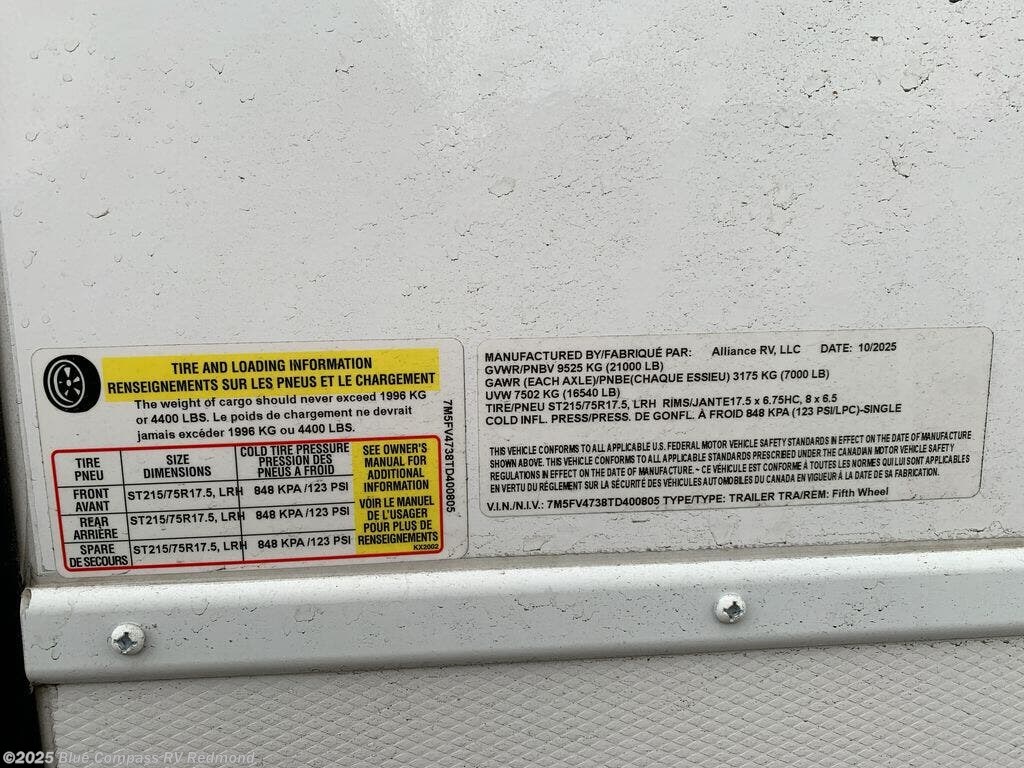 TIRE AND LOADING INFORMATION
RENSEIGNEMENTS SUR LES PNEUS ET LE CHARGEMENT
The weight of cargo should never exceed 1996 KG
or 4400 LBS. Le poids de chargement ne devrait
jamais excéder 1996 KG ou 4400 LBS.
TIRE PNEU SIZE DIMENSIONS COLD TIRE PRESSURE PRESSION DES PNEUS A FROID
FRONT AVANT ST215/75R17.5, LRH 848 KPA /123 PSI
REAR ARRIÈRE ST215/75R17.5, LRH 848 KPA /123 PSI
SPARE DE SECOURS ST215/75R17.5, LRH 848 KPA /123 PSI
SEE OWNER'S
MANUAL FOR
ADDITIONAL
INFORMATION
VOIR LE MANUEL
DE L'USAGER
POUR PLUS DE
RENSEIGNEMENTS
KX2002
7M5FV4738TD400805
MANUFACTURED BY/FABRIQUÉ PAR: Alliance RV, LLC DATE: 10/2025
GVWR/PNBV 9525 KG (21000 LB)
GAWR (EACH AXLE)/PNBE(CHAQUE ESSIEU) 3175 KG (7000 LB)
UVW 7502 KG (16540 LB)
TIRE/PNEU ST215/75R17.5, LRH RIMS/JANTE17.5 x 6.75HC, 8 x 6.5
COLD INFL. PRESS/PRESS. DE GONFL. À FROID 848 KPA (123 PSI/LPC)-SINGLE
THIS VEHICLE CONFORMS TO ALL APPLICABLE U.S. FEDERAL MOTOR VEHICLE SAFETY STANDARDS IN EFFECT ON THE DATE OF MANUFACTURE
SHOWN ABOVE. THIS VEHICLE CONFORMS TO ALL APPLICABLE STANDARDS PRESCRIBED UNDER THE CANADIAN MOTOR VEHICLE SAFETY
REGULATIONS IN EFFECT ON THE DATE OF MANUFACTURE.~ CE VÉHICULE EST CONFORME À TOUTES LES NORMES QUI LUI SONT APPLICABLES
EN VERTU DU RÈGLEMENT SUR LA SÉCURITÉ DES VÉHICULES AUTOMOBILES DU CANADA EN VIGUEUR À LA DATE DE SA FABRICATION.
V.I.N./N.I.V.: 7M5FV4738TD400805 TYPE/TYPE: TRAILER TRA/REM: Fifth Wheel
©2025 Blue Compass RV Redmond